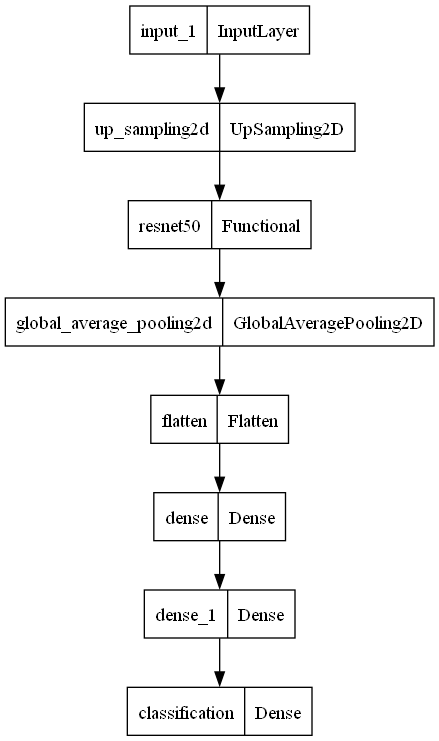 input_1 InputLayer
up_sampling2d UpSampling2D
resnet50 Functional
global_average_pooling2d GlobalAveragePooling2D
flatten Flatten
dense Dense
dense_1 Dense
classification Dense